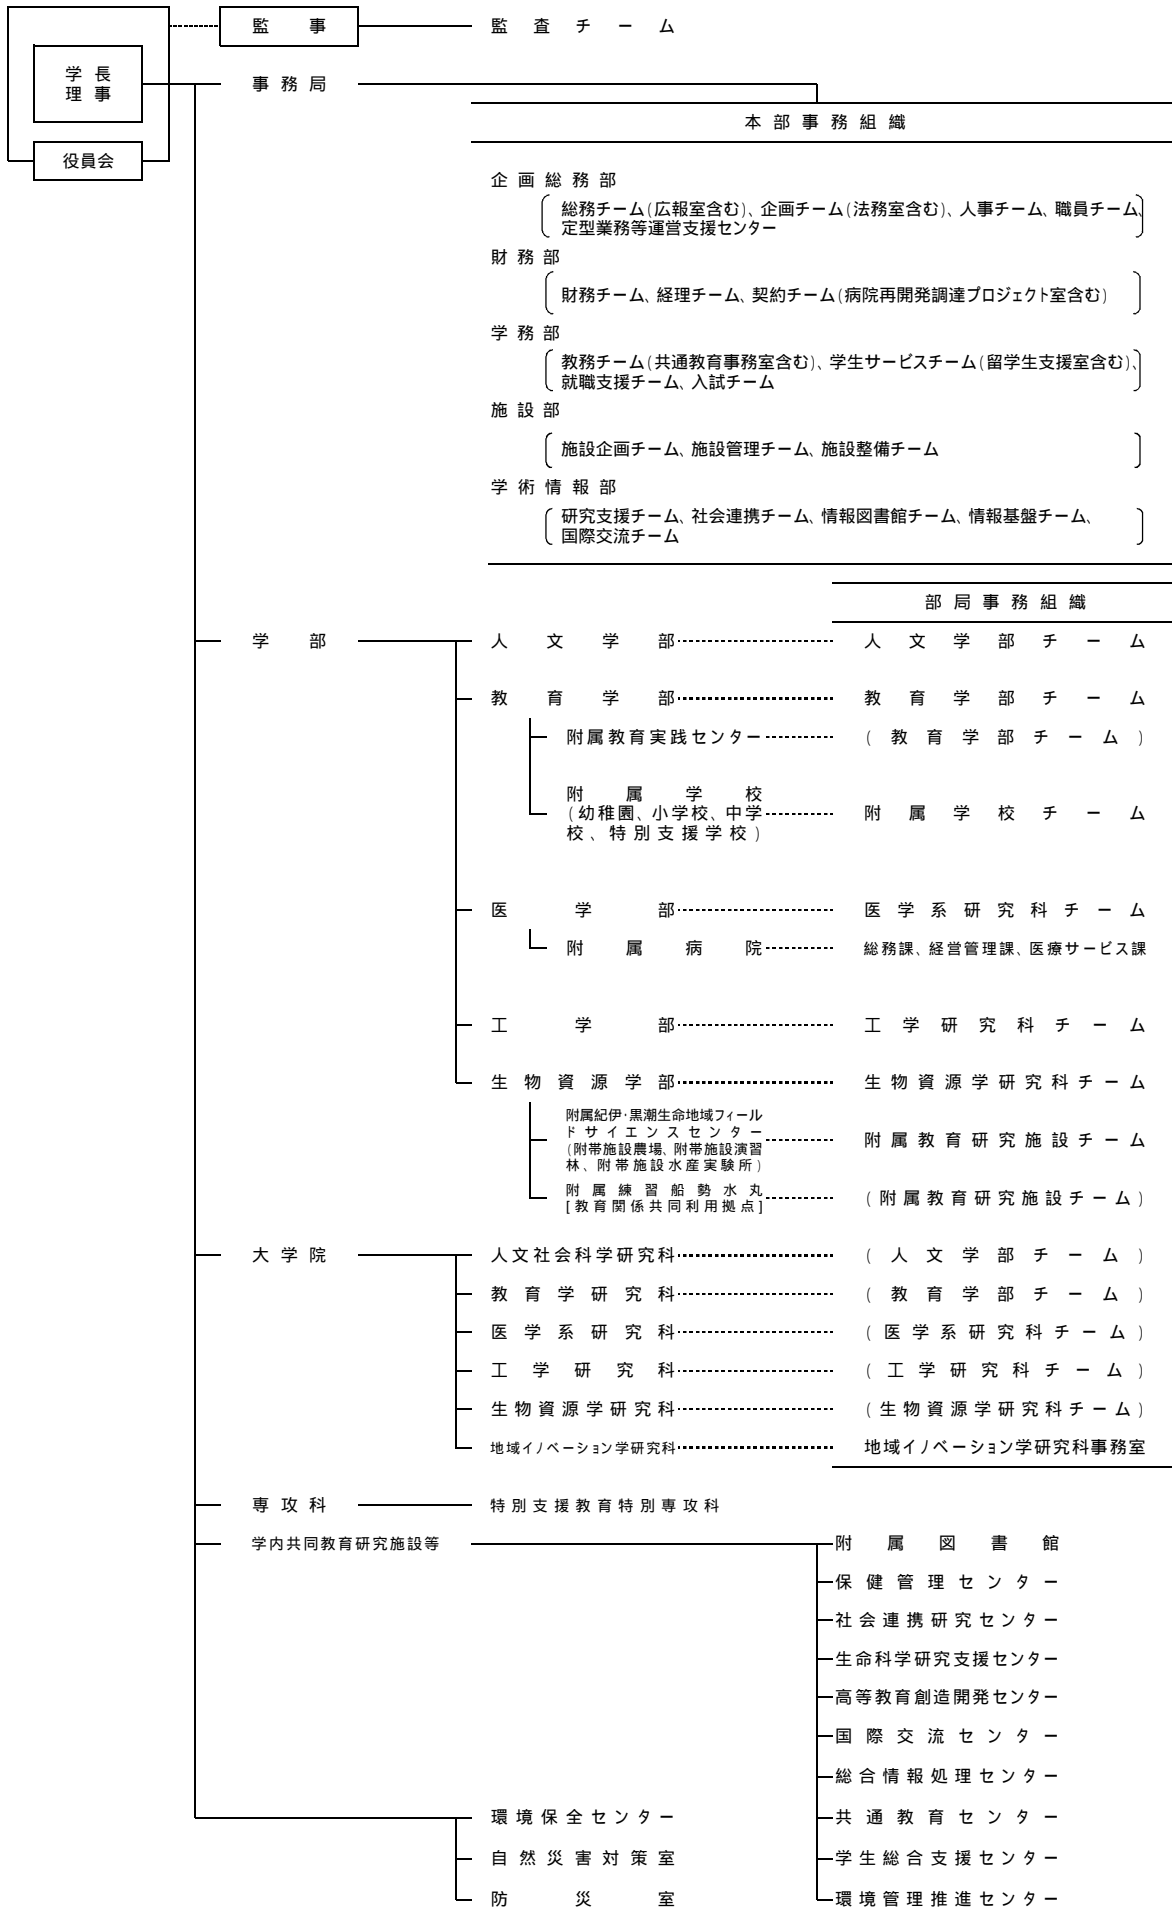 監事
監査チーム
学長
理事
事務局
本部事務組織
役員会
企画総務部
総務チーム(広報室含む)、企画チーム(法務室含む)、人事チーム、職員チーム、
定型業務等運営支援センター
財務部
財務チーム、経理チーム、契約チーム(病院再開発調達プロジェクト室含む)
学務部
教務チーム(共通教育事務室含む)、学生サービスチーム(留学生支援室含む)、
就職支援チーム、入試チーム
施設部
施設企画チーム、施設管理チーム、施設整備チーム
学術情報部
研究支援チーム、社会連携チーム、情報図書館チーム、情報基盤チーム、
国際交流チーム
部局事務組織
学部
人文学部
人文学部チーム
教育学部
教育学部チーム
附属教育実践センター
(教育学部チーム)
附属学校
(幼稚園、小学校、中学
校、特別支援学校)
附属学校チーム
医学部
医学系研究科チーム
附属病院
総務課、経営管理課、医療サービス課
工学部
工学研究科チーム
生物資源学部
生物資源学研究科チーム
附属紀伊・黒潮生命地域フィール
ドサイエンスセンター
(附帯施設農場、附帯施設演習
林、附帯施設水産実験所)
附属教育研究施設チーム
附属練習船勢水丸
[教育関係共同利用拠点]
(附属教育研究施設チーム)
大学院
人文社会科学研究科
(人文学部チーム)
教育学研究科
(教育学部チーム)
医学系研究科
(医学系研究科チーム)
工学研究科
(工学研究科チーム)
生物資源学研究科
(生物資源学研究科チーム)
地域イノベーション学研究科
地域イノベーション学研究科事務室
専攻科
特別支援教育特別専攻科
学内共同教育研究施設等
附属図書館
保健管理センター
社会連携研究センター
生命科学研究支援センター
高等教育創造開発センター
国際交流センター
総合情報処理センター
環境保全センター
共通教育センター
自然災害対策室
学生総合支援センター
防災室
環境管理推進センター